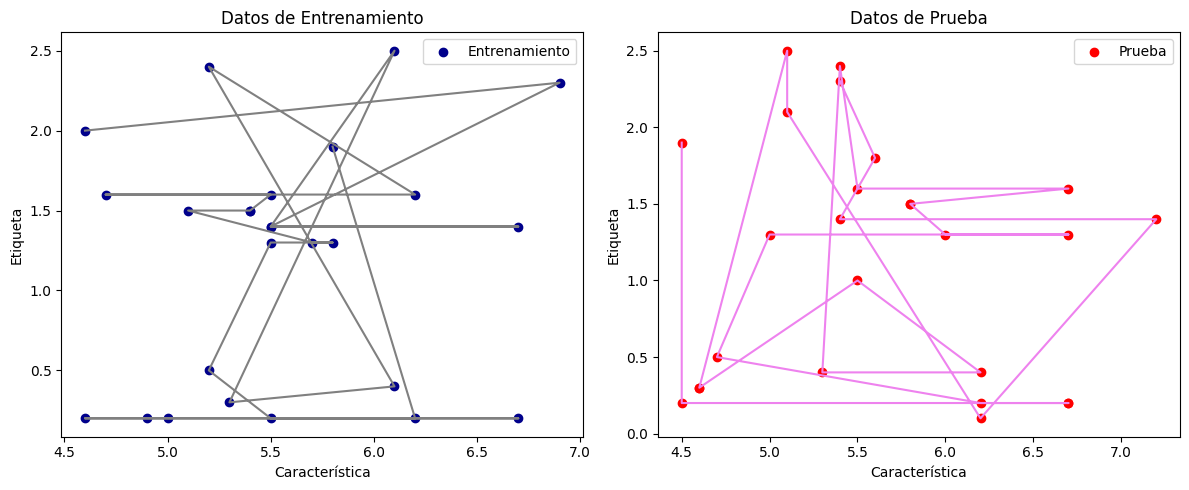 Datos de Entrenamiento
Entrenamiento
2.5
2.0
1.5
1.0
0.5
Etiqueta
4.5 5.0 5.5 6.0 6.5 7.0
Característica
Datos de Prueba
Prueba
2.5
2.0
1.5
1.0
0.5
0.0
Etiqueta
4.5 5.0 5.5 6.0 6.5 7.0
Característica